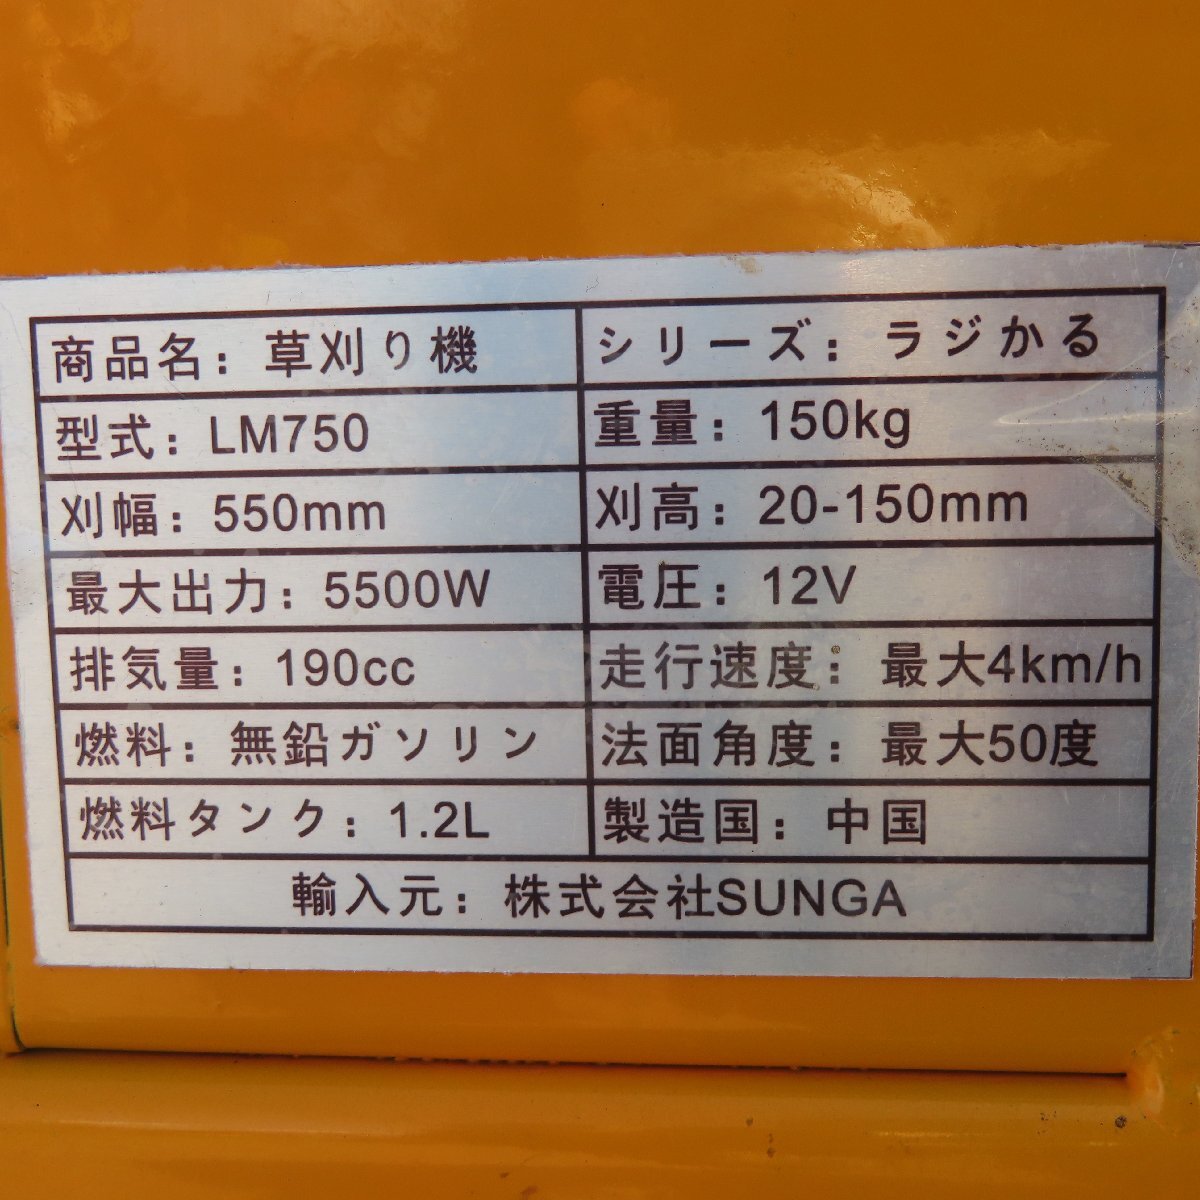 商品名：草刈り機 シリーズ：ラジかる
型式：LM750 重量：150kg
刈幅：550mm 刈高：20-150mm
最大出力：5500W 電圧：12V
排気量：190cc 走行速度：最大4km/h
燃料：無鉛ガソリン 法面角度：最大50度
燃料タンク：1.2L 製造国：中国
輸入元：株式会社SUNGA